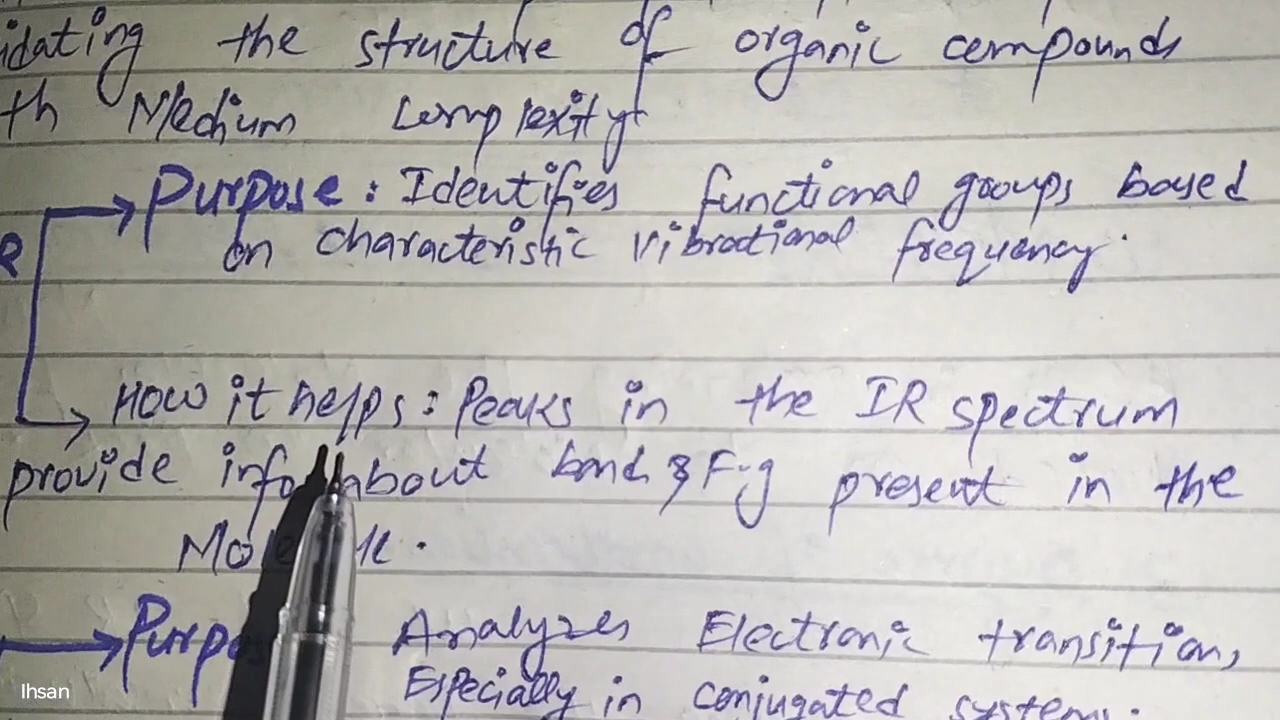 idating the structure of organic compounds
th Medium complexity
Purpose: Identifies functional groups based
R
on characteristic vibrational frequency.
How it helps: Peaks in the IR spectrum
provide info about bond & F.g present in the
Purpos Analyzes Electronic transition,
Especially in conjugated systems.
Ihsan